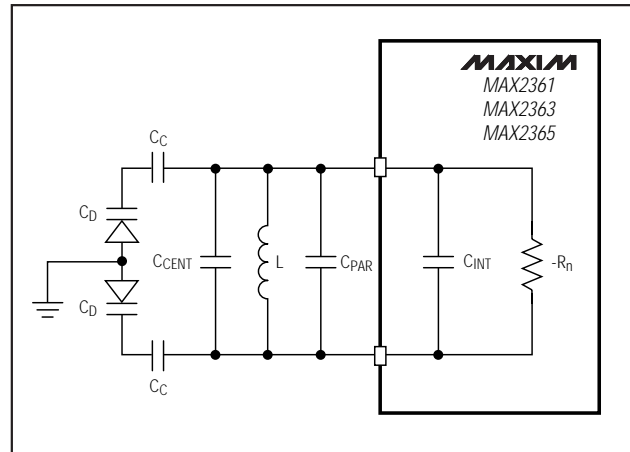 MAXIM
MAX2361
MAX2363
MAX2365
CC
CD
CCENT
L
CPAR
CINT
-Rn
CD
CC